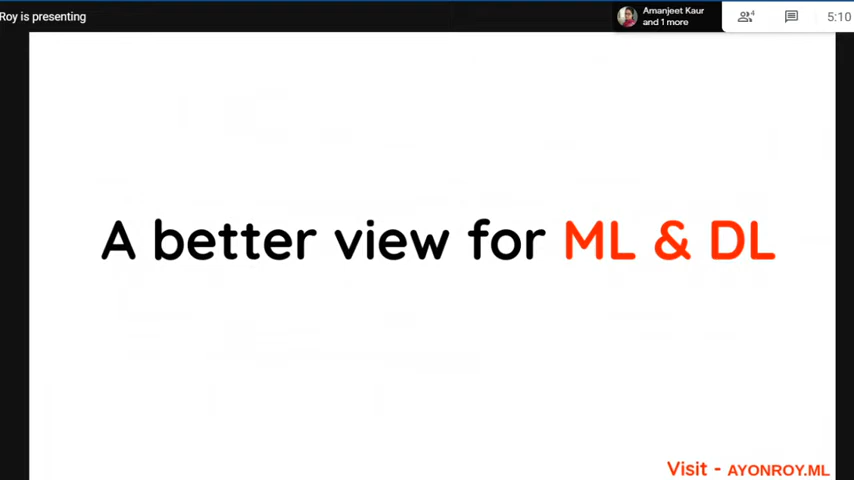 Roy is presenting
Amanjeet Kaur
and 1 more
4
5:10
A better view for ML & DL
Visit - AYONROY.ML